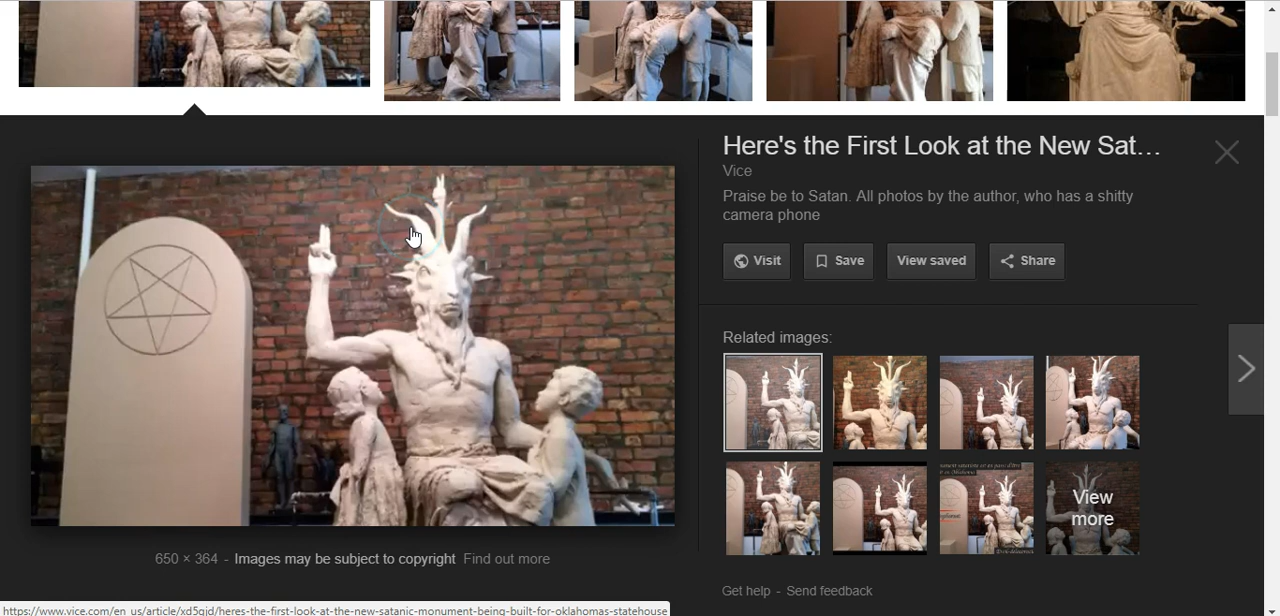 Here's the First Look at the New Sat…
Vice
Praise be to Satan. All photos by the author, who has a shitty
camera phone
Visit
Save
View saved
Share
Related images:
View
more
650 × 364 - Images may be subject to copyright Find out more
Get help - Send feedback
https://www.vice.com/en_us/article/xd5gjd/heres-the-first-look-at-the-new-satanic-monument-being-built-for-oklahomas-statehouse